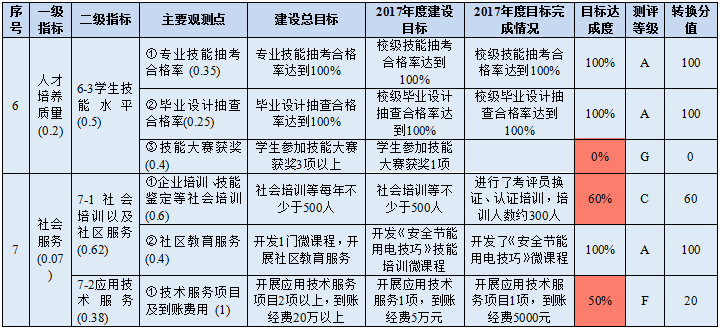 序号
一级指标
二级指标
主要观测点
建设总目标
2017年度建设目标
2017年度目标完成情况
目标达成度
测评等级
转换分值
6
人才培养质量(0.2)
6-3学生技能水平(0.5)
①专业技能抽考合格率 (0.35)
专业技能抽考合格率达到100%
校级技能抽考合格率达到100%
校级技能抽考合格率达到100%
100%
A
100
②毕业设计抽查合格率(0.25)
毕业设计抽查合格率达到100%
校级毕业设计抽查合格率达到100%
校级毕业设计抽查合格率达到100%
100%
A
100
③技能大赛获奖(0.4)
学生参加技能大赛获奖3项以上
学生参加技能大赛获奖1项
0%
G
0
7
社会服务(0.07)
7-1 社会培训以及社区服务(0.62)
①企业培训、技能鉴定等社会培训(0.6)
社会培训等每年不少于500人
社会培训等不少于500人
进行了考评员换证、认证培训，培训人数约300人
60%
C
60
②社区教育服务(0.4)
开发1门微课程，开展社区教育服务
开发《安全节能用电技巧》技能培训微课程
开发了《安全节能用电技巧》微课程
100%
A
100
7-2应用技术服务(0.38)
①技术服务项目及到账费用 (1)
开展应用技术服务项目2项以上，到账经费20万以上
开展应用技术服务1项，到账经费5万元
开展应用技术服务项目1项，到账经费5000元
50%
F
20